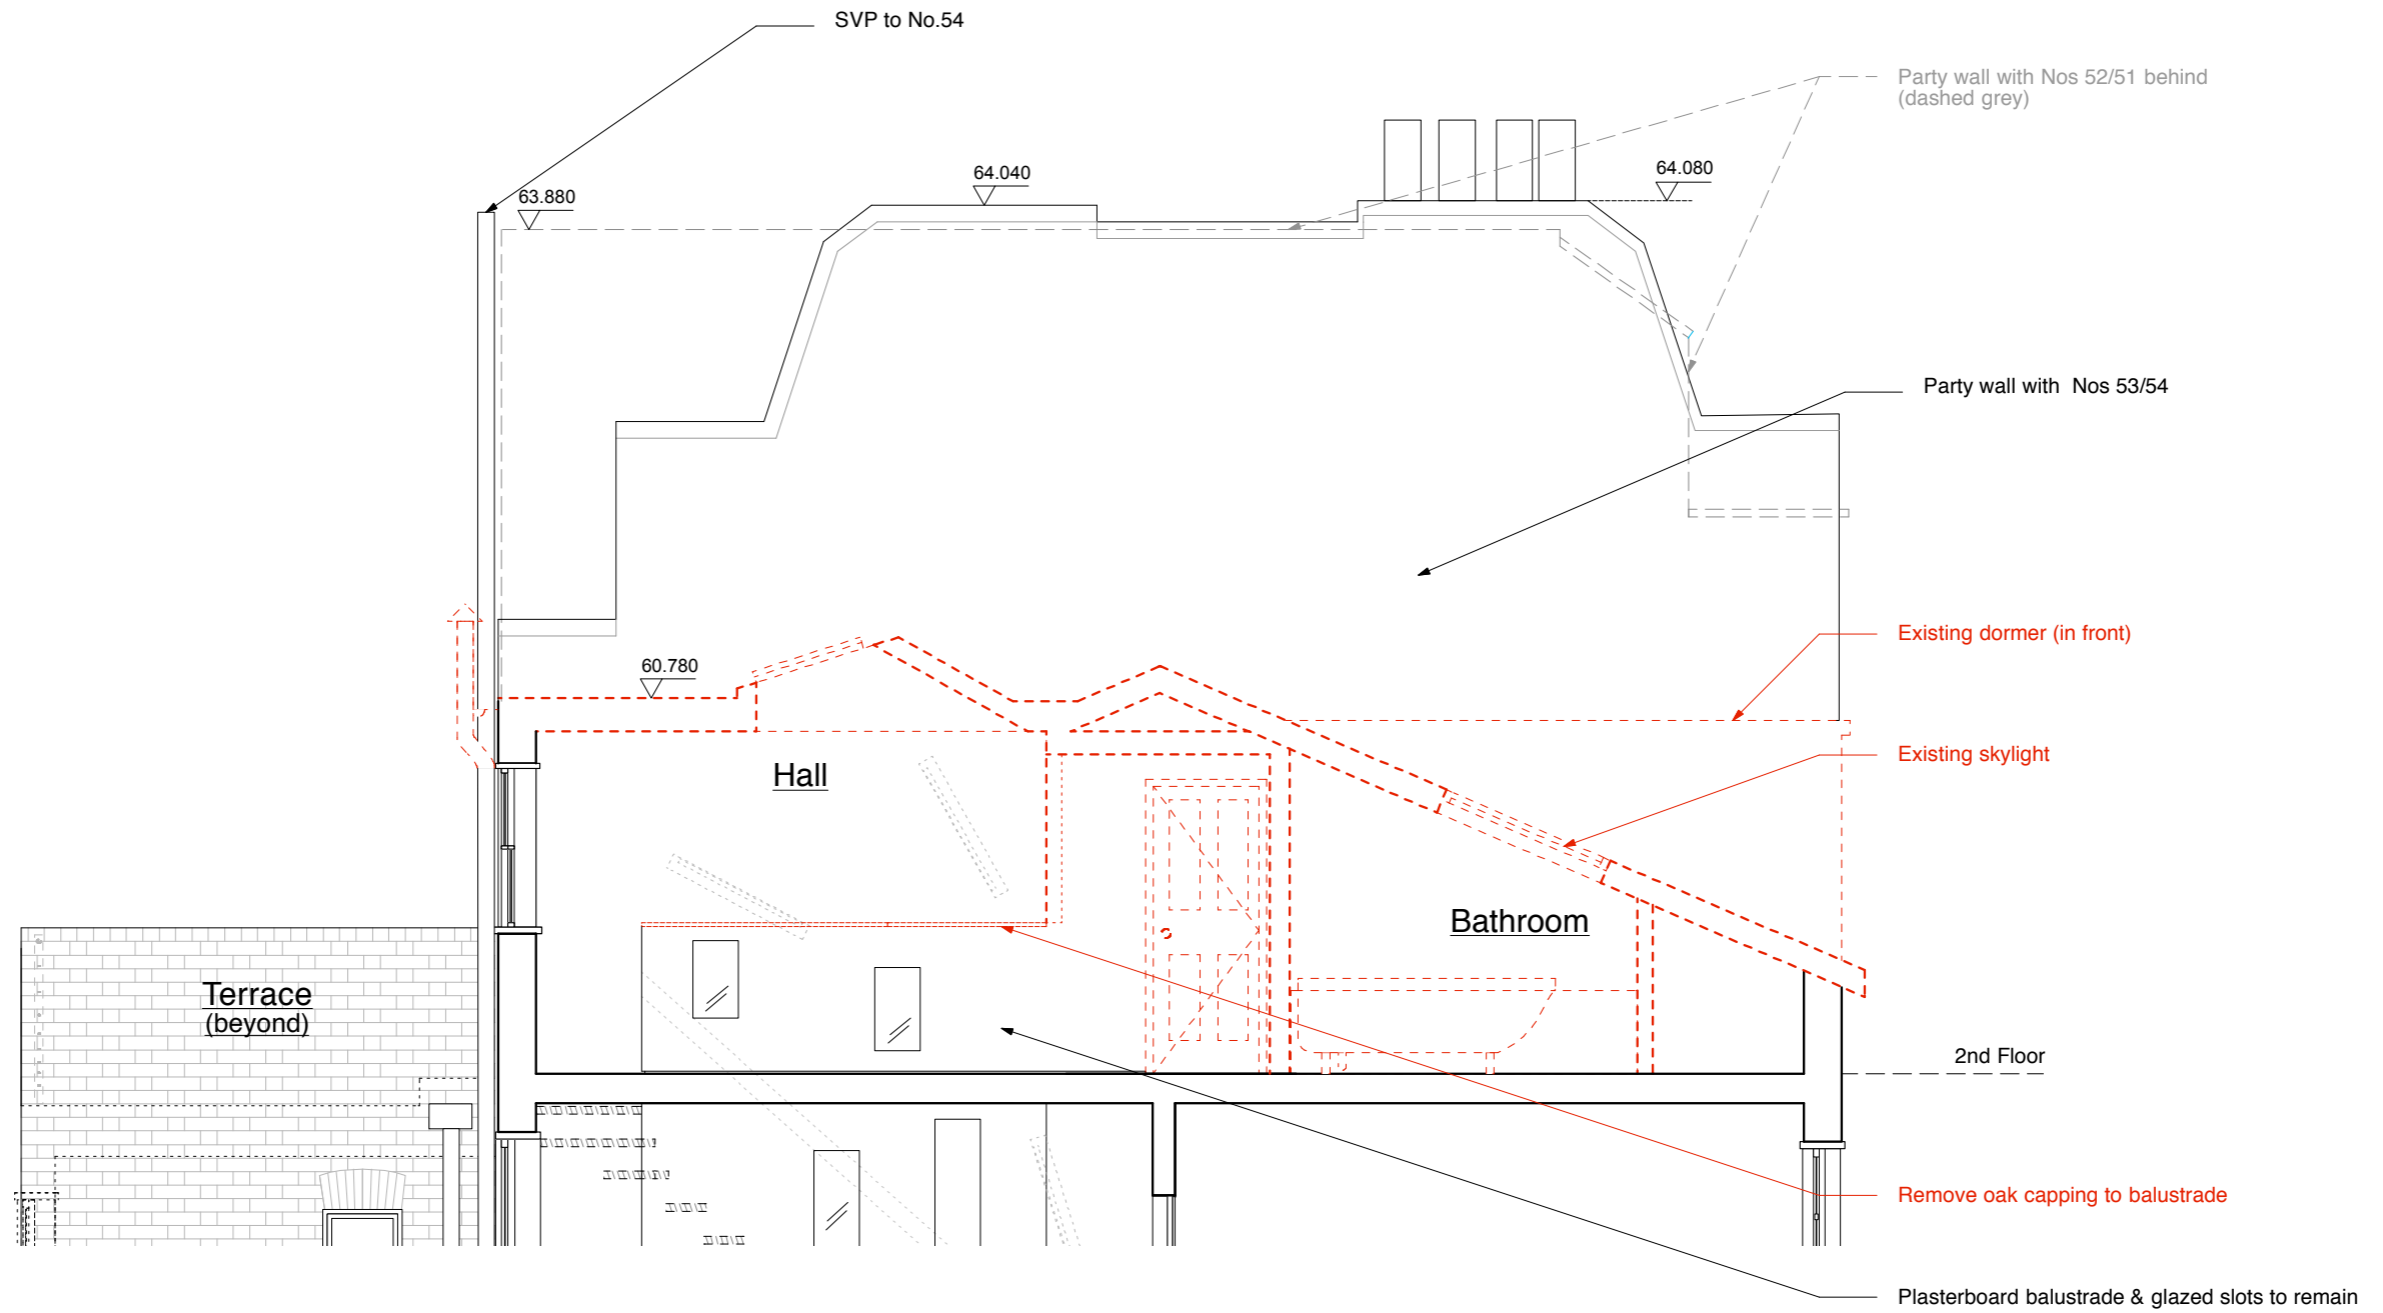 SVP to No.54
Party wall with Nos 52/51 behind
(dashed grey)
64.040
64.080
63.880
Party wall with Nos 53/54
Existing dormer (in front)
60.780
Existing skylight
Hall
Bathroom
Terrace
(beyond)
2nd Floor
Remove oak capping to balustrade
Plasterboard balustrade & glazed slots to remain